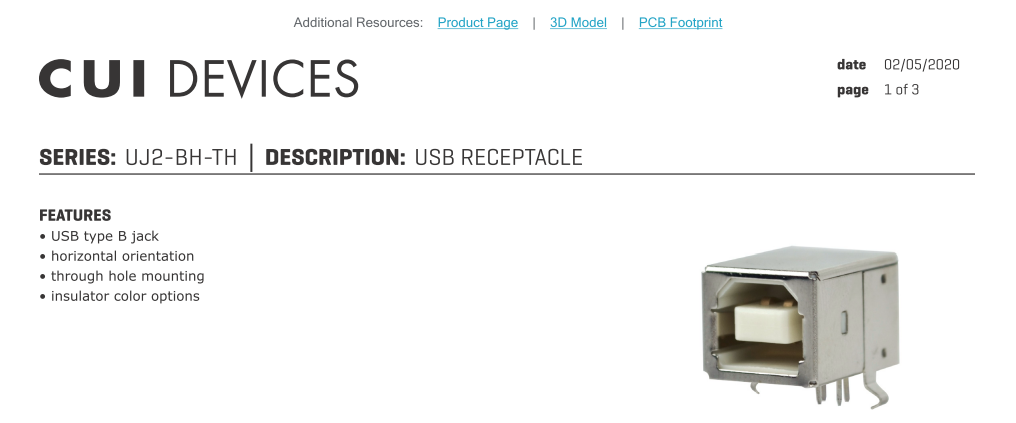 Additional Resources: Product Page | 3D Model | PCB Footprint
CUI DEVICES
date 02/05/2020
page 1 of 3
SERIES: UJ2-BH-TH | DESCRIPTION: USB RECEPTACLE
FEATURES
• USB type B jack
• horizontal orientation
• through hole mounting
• insulator color options